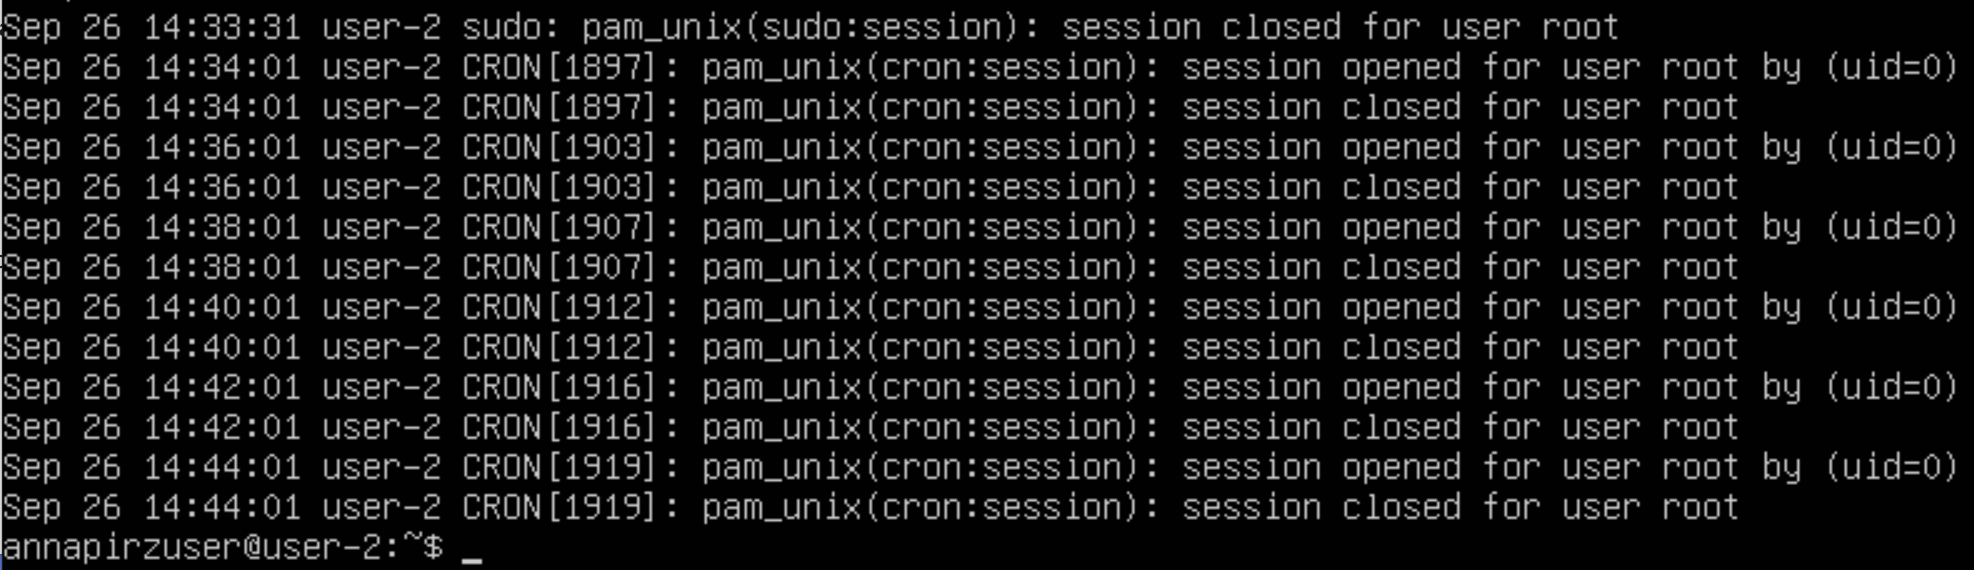 Sep 26 14:33:31 user-2 sudo: pam_unix(sudo:session): session closed for user root
Sep 26 14:34:01 user-2 CRON[1897]: pam_unix(cron:session): session opened for user root by (uid=0)
Sep 26 14:34:01 user-2 CRON[1897]: pam_unix(cron:session): session closed for user root
Sep 26 14:36:01 user-2 CRON[1903]: pam_unix(cron:session): session opened for user root by (uid=0)
Sep 26 14:36:01 user-2 CRON[1903]: pam_unix(cron:session): session closed for user root
Sep 26 14:38:01 user-2 CRON[1907]: pam_unix(cron:session): session opened for user root by (uid=0)
Sep 26 14:38:01 user-2 CRON[1907]: pam_unix(cron:session): session closed for user root
Sep 26 14:40:01 user-2 CRON[1912]: pam_unix(cron:session): session opened for user root by (uid=0)
Sep 26 14:40:01 user-2 CRON[1912]: pam_unix(cron:session): session closed for user root
Sep 26 14:42:01 user-2 CRON[1916]: pam_unix(cron:session): session opened for user root by (uid=0)
Sep 26 14:42:01 user-2 CRON[1916]: pam_unix(cron:session): session closed for user root
Sep 26 14:44:01 user-2 CRON[1919]: pam_unix(cron:session): session opened for user root by (uid=0)
Sep 26 14:44:01 user-2 CRON[1919]: pam_unix(cron:session): session closed for user root
annapirzuser@user-2:~$ _